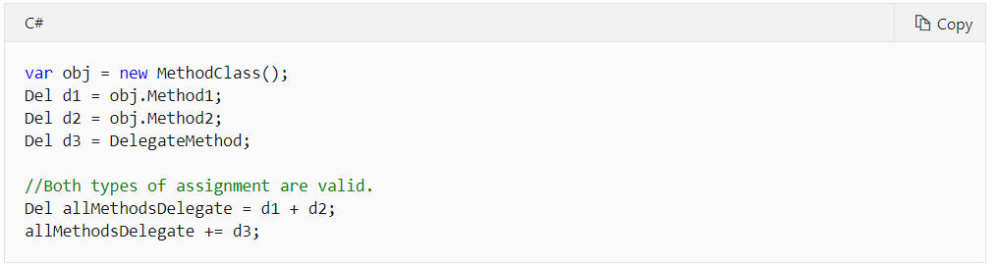 C#
Copy
var obj = new MethodClass();
Del d1 = obj.Method1;
Del d2 = obj.Method2;
Del d3 = DelegateMethod;
//Both types of assignment are valid.
Del allMethodsDelegate = d1 + d2;
allMethodsDelegate += d3;